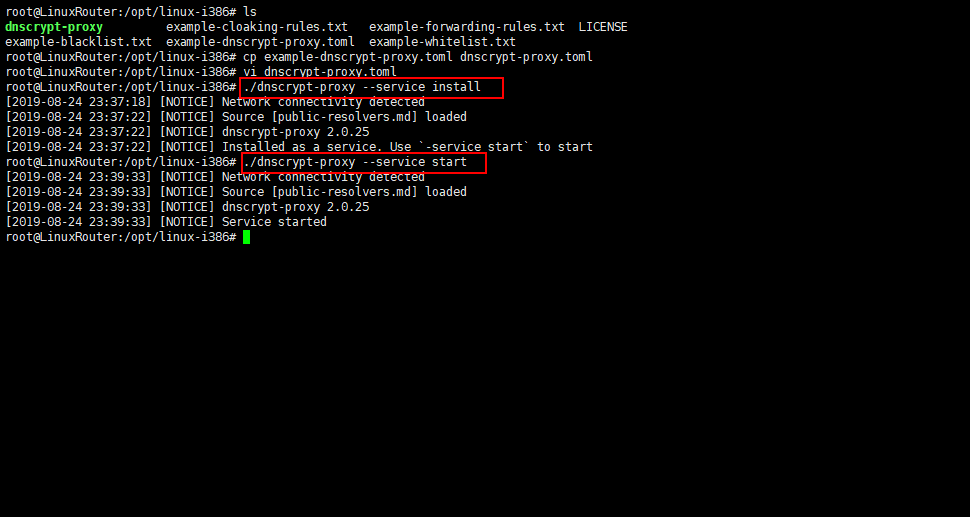 root@LinuxRouter:/opt/linux-i386# ls
dnscrypt-proxy example-cloaking-rules.txt example-forwarding-rules.txt LICENSE
example-blacklist.txt example-dnscrypt-proxy.toml example-whitelist.txt
root@LinuxRouter:/opt/linux-i386# cp example-dnscrypt-proxy.toml dnscrypt-proxy.toml
root@LinuxRouter:/opt/linux-i386# vi dnscrypt-proxy.toml
root@LinuxRouter:/opt/linux-i386# ./dnscrypt-proxy --service install
[2019-08-24 23:37:18] [NOTICE] Network connectivity detected
[2019-08-24 23:37:22] [NOTICE] Source [public-resolvers.md] loaded
[2019-08-24 23:37:22] [NOTICE] dnscrypt-proxy 2.0.25
[2019-08-24 23:37:22] [NOTICE] Installed as a service. Use `-service start` to start
root@LinuxRouter:/opt/linux-i386# ./dnscrypt-proxy --service start
[2019-08-24 23:39:33] [NOTICE] Network connectivity detected
[2019-08-24 23:39:33] [NOTICE] Source [public-resolvers.md] loaded
[2019-08-24 23:39:33] [NOTICE] dnscrypt-proxy 2.0.25
[2019-08-24 23:39:33] [NOTICE] Service started
root@LinuxRouter:/opt/linux-i386#